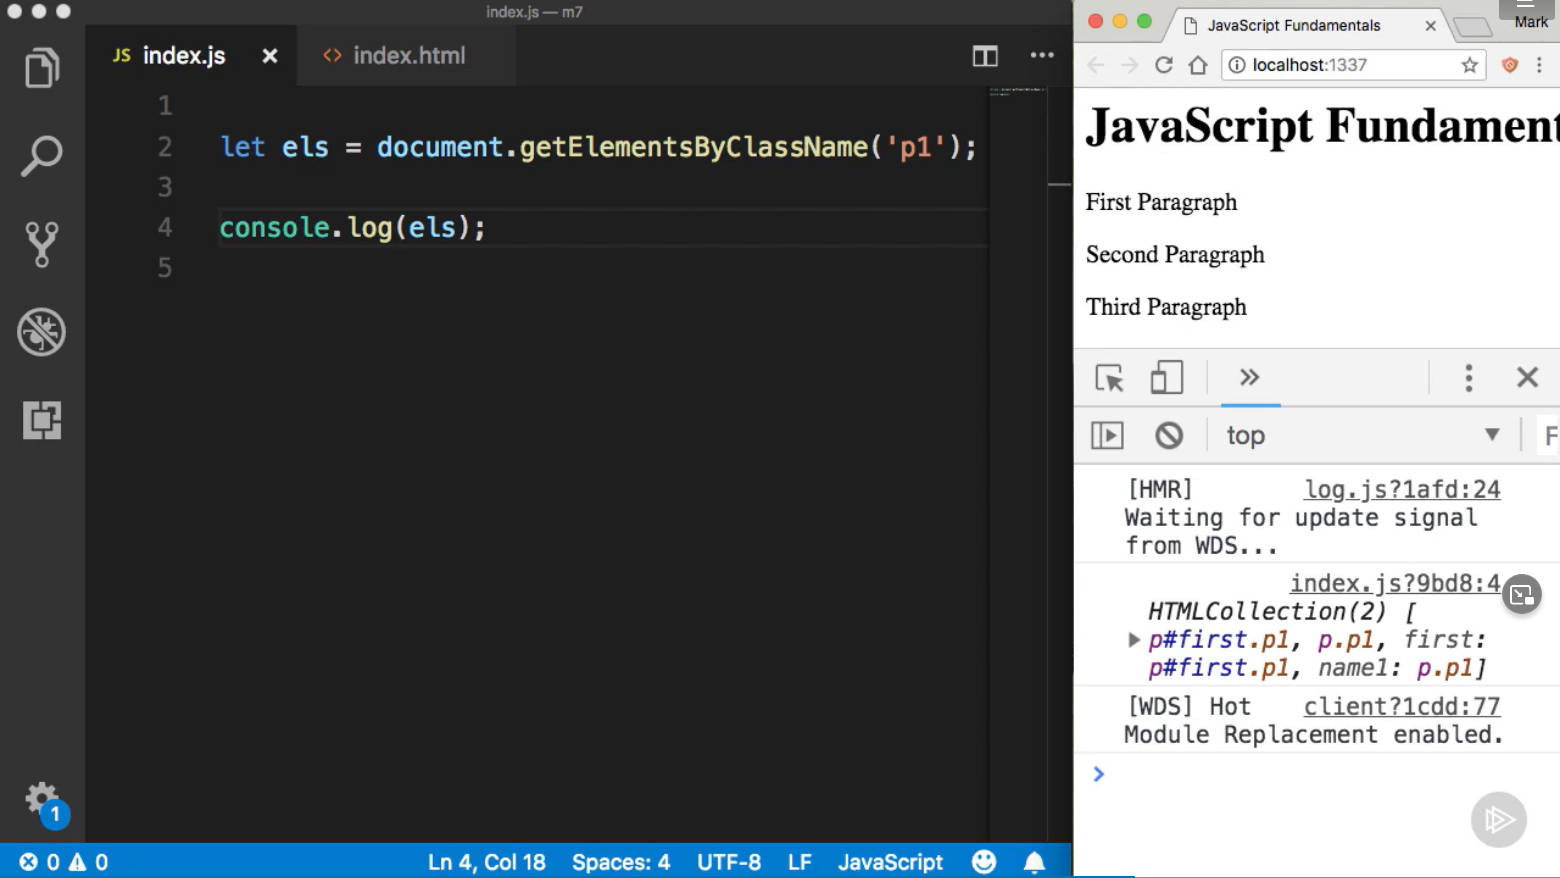 index.js — m7
JS index.js × <> index.html
1
2 let els = document.getElementsByClassName('p1');
3
4 console.log(els);
5
1
0 0 Ln 4, Col 18 Spaces: 4 UTF-8 LF JavaScript
JavaScript Fundamentals
Mark
localhost:1337
JavaScript Fundament
First Paragraph
Second Paragraph
Third Paragraph
top
F
[HMR] log.js?1afd:24
Waiting for update signal
from WDS...
index.js?9bd8:4
HTMLCollection(2) [
p#first.p1, p.p1, first:
p#first.p1, name1: p.p1]
[WDS] Hot client?1cdd:77
Module Replacement enabled.